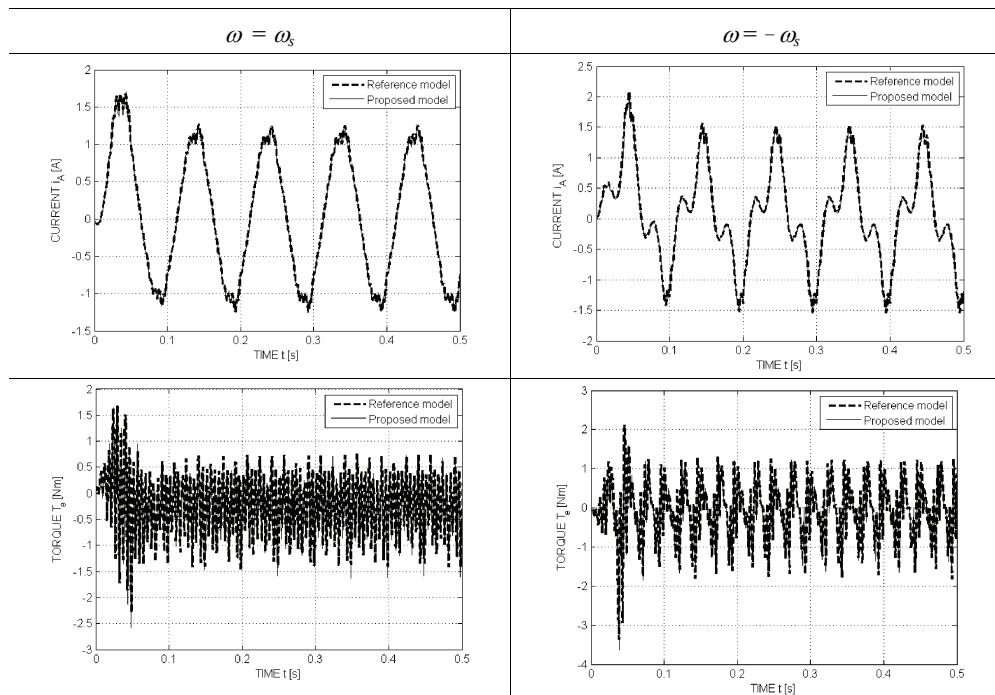 ω = ω_s
ω = - ω_s
2
1.5
1
0.5
0
-0.5
-1
-1.5
CURRENT i_A [A]
Reference model
Proposed model
0 0.1 0.2 0.3 0.4 0.5
TIME t [s]
2.5
2
1.5
1
0.5
0
-0.5
-1
-1.5
-2
CURRENT i_A [A]
Reference model
Proposed model
0 0.1 0.2 0.3 0.4 0.5
TIME t [s]
2
1.5
1
0.5
0
-0.5
-1
-1.5
-2
-2.5
-3
TORQUE T_e [Nm]
Reference model
Proposed model
0 0.1 0.2 0.3 0.4 0.5
TIME t [s]
3
2
1
0
-1
-2
-3
-4
TORQUE T_e [Nm]
Reference model
Proposed model
0 0.1 0.2 0.3 0.4 0.5
TIME t [s]